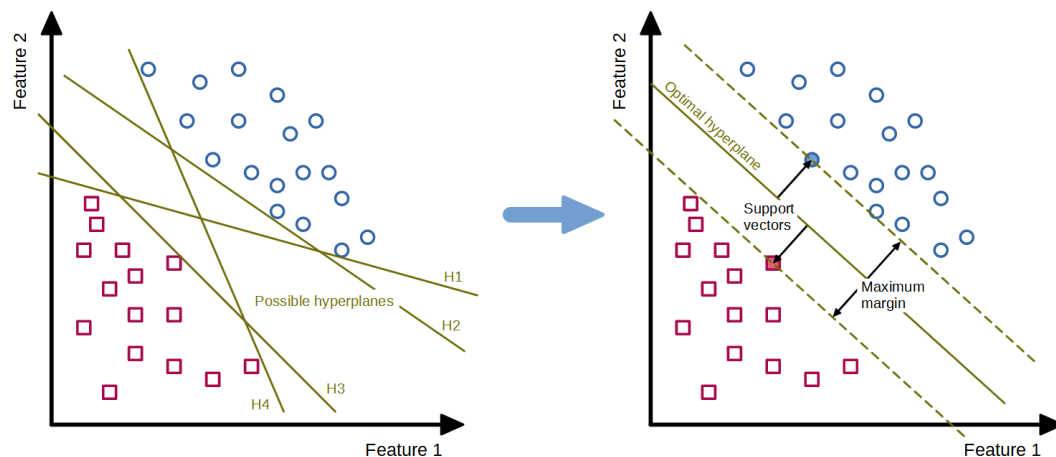 Feature 2
H1
Possible hyperplanes
H2
H3
H4
Feature 1
Feature 2
Optimal hyperplane
Support
vectors
Maximum
margin
Feature 1